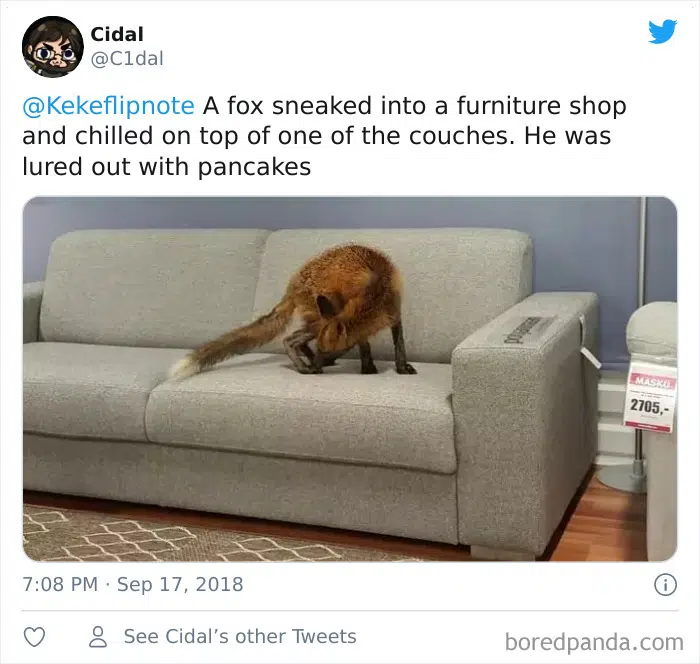 Cidal
@C1dal
@Kekeflipnote A fox sneaked into a furniture shop
and chilled on top of one of the couches. He was
lured out with pancakes
MASKU
2705,-
7:08 PM · Sep 17, 2018
See Cidal’s other Tweets
boredpanda.com